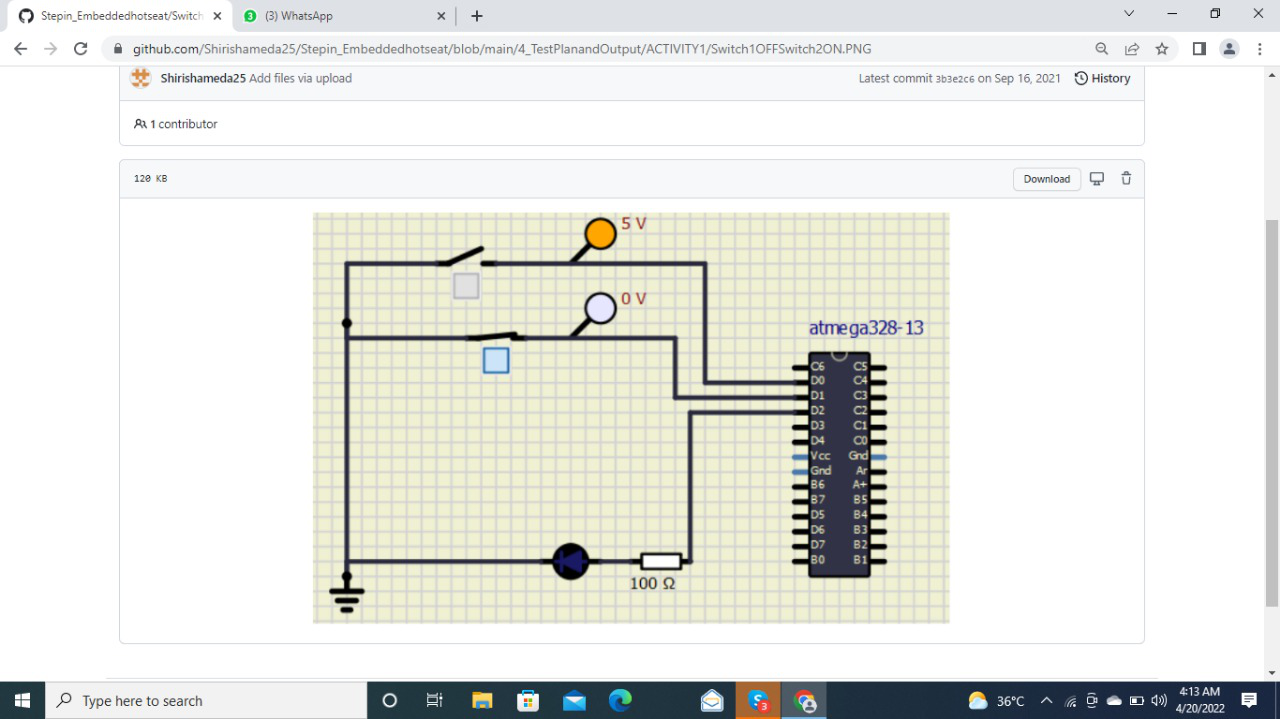 Stepin_Embeddedhotseat/Switch
(3) WhatsApp
github.com/Shirishameda25/Stepin_Embeddedhotseat/blob/main/4_TestPlanandOutput/ACTIVITY1/Switch1OFFSwitch2ON.PNG
Shirishameda25 Add files via upload
Latest commit 3b3e2c6 on Sep 16, 2021
History
1 contributor
120 KB
Download
5 V
0 V
atmega328-13
C6 C5
D0 C4
D1 C3
D2 C2
D3 C1
D4 C0
Vcc Gnd
Gnd Ar
B6 A+
B7 B5
D5 B4
D6 B3
D7 B2
B0 B1
100 Ω
Type here to search
3
36°C
4:13 AM
4/20/2022